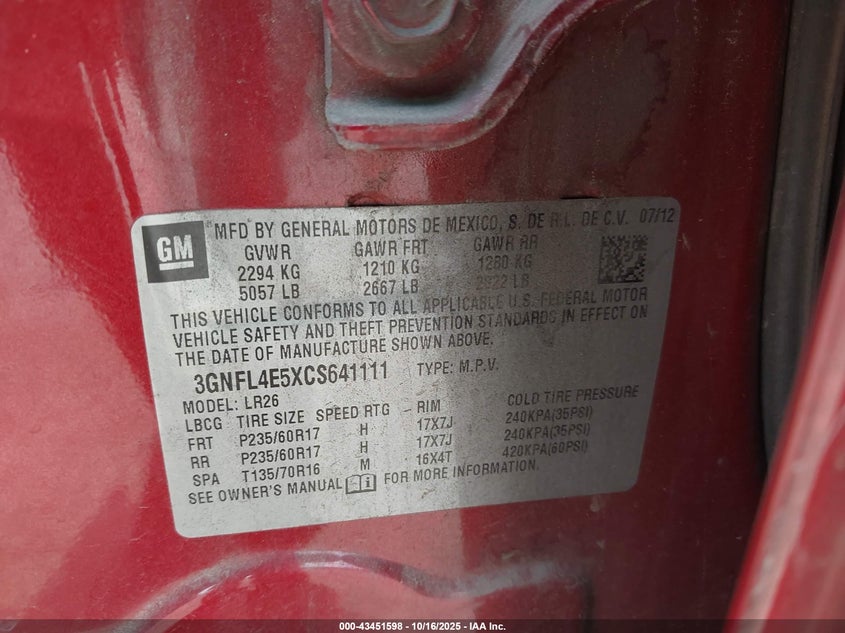 GM
MFD BY GENERAL MOTORS DE MEXICO, S. DE R.L. DE C.V. 07/12
GVWR GAWR FRT GAWR RR
2294 KG 1210 KG 1280 KG
5057 LB 2667 LB 2822 LB
THIS VEHICLE CONFORMS TO ALL APPLICABLE U.S. FEDERAL MOTOR
VEHICLE SAFETY AND THEFT PREVENTION STANDARDS IN EFFECT ON
THE DATE OF MANUFACTURE SHOWN ABOVE.
3GNFL4E5XCS641111 TYPE: M.P.V.
MODEL: LR26
LBCG TIRE SIZE SPEED RTG RIM COLD TIRE PRESSURE
FRT P235/60R17 H 17X7J 240KPA(35PSI)
RR P235/60R17 H 17X7J 240KPA(35PSI)
SPA T135/70R16 M 16X4T 420KPA(60PSI)
SEE OWNER'S MANUAL FOR MORE INFORMATION.
000-43451598 - 10/16/2025 - IAA Inc.